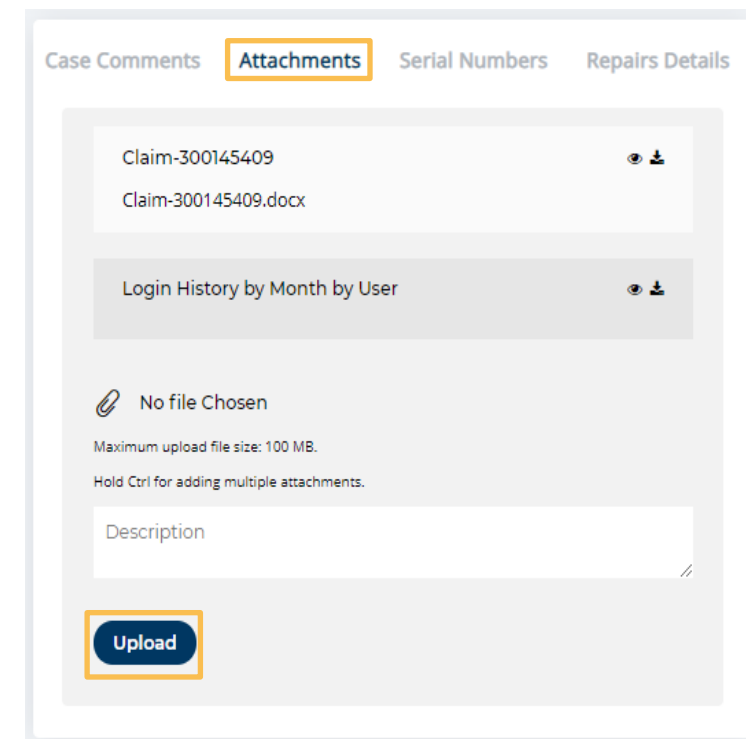 Case Comments Attachments Serial Numbers Repairs Details
Claim-300145409
Claim-300145409.docx
Login History by Month by User
No file Chosen
Maximum upload file size: 100 MB.
Hold Ctrl for adding multiple attachments.
Description
Upload